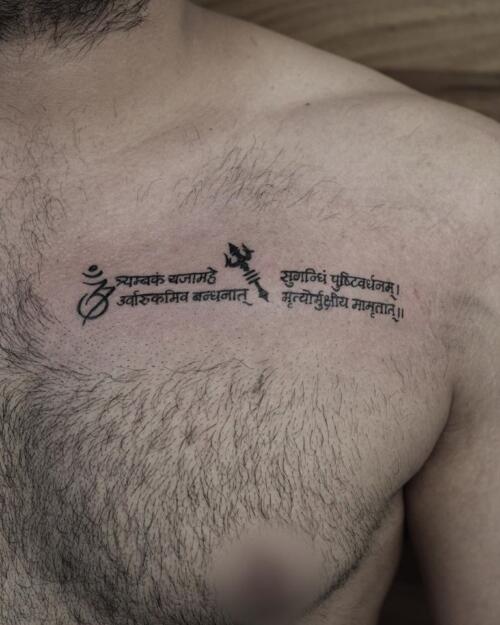 ॐ त्र्यम्बकं यजामहे सुगन्धिं पुष्टिवर्धनम्।
उर्वारुकमिव बन्धनात् मृत्योर्मुक्षीय मामृतात्॥